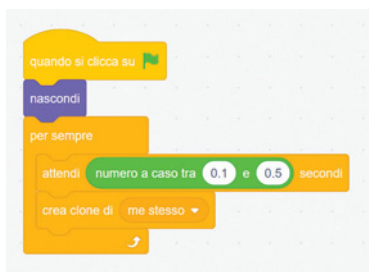 quando si clicca su
nascondi
per sempre
attendi numero a caso tra 0.1 e 0.5 secondi
crea clone di me stesso